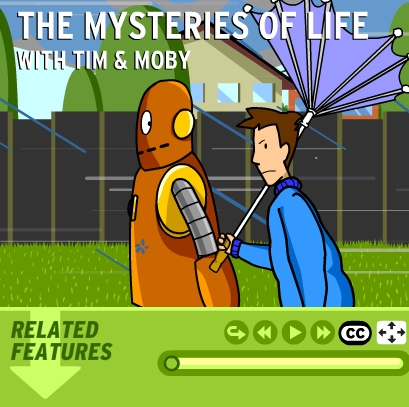 THE MYSTERIES OF LIFE
WITH TIM & MOBY
RELATED
FEATURES
CC